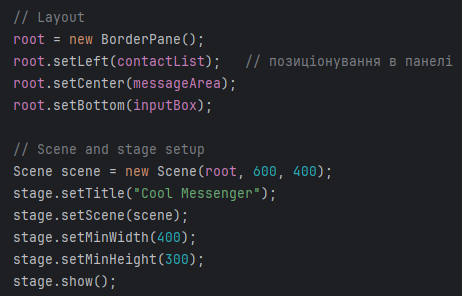 // Layout
root = new BorderPane();
root.setLeft(contactList);   // позиціонування в панелі
root.setCenter(messageArea);
root.setBottom(inputBox);

// Scene and stage setup
Scene scene = new Scene(root, 600, 400);
stage.setTitle("Cool Messenger");
stage.setScene(scene);
stage.setMinWidth(400);
stage.setMinHeight(300);
stage.show();